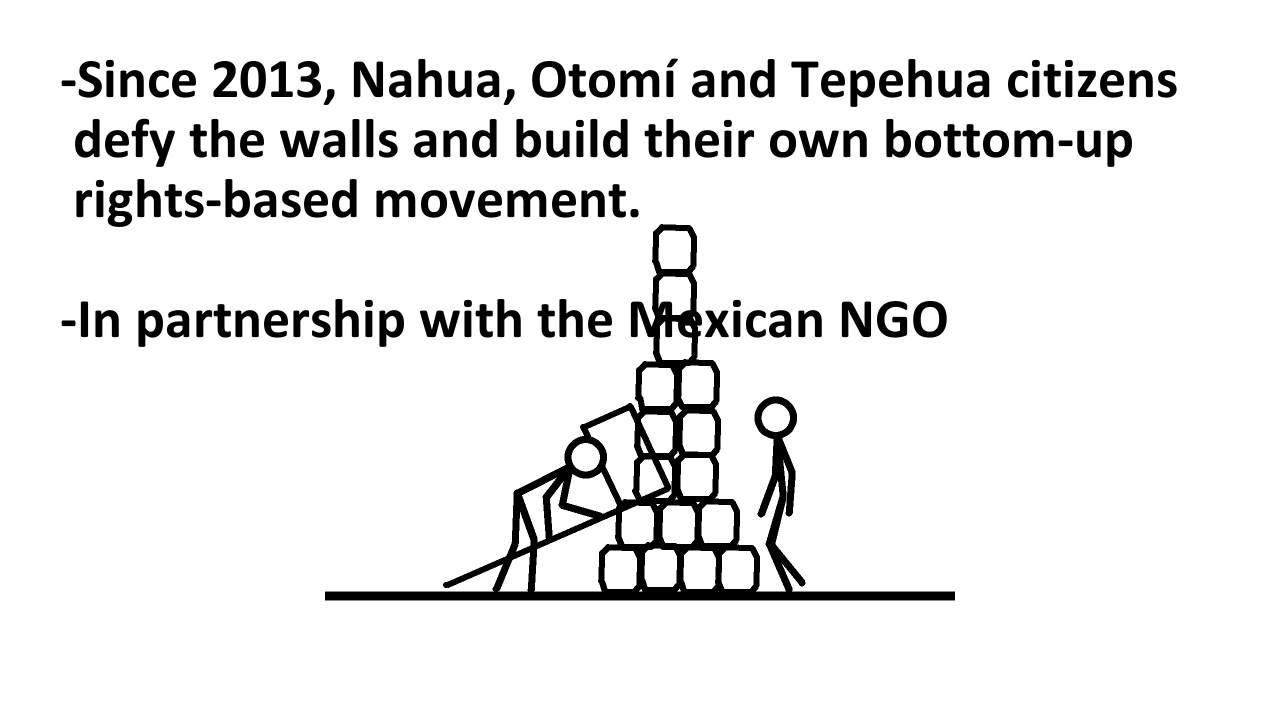 -Since 2013, Nahua, Otomí and Tepehua citizens
defy the walls and build their own bottom-up
rights-based movement.
-In partnership with the Mexican NGO